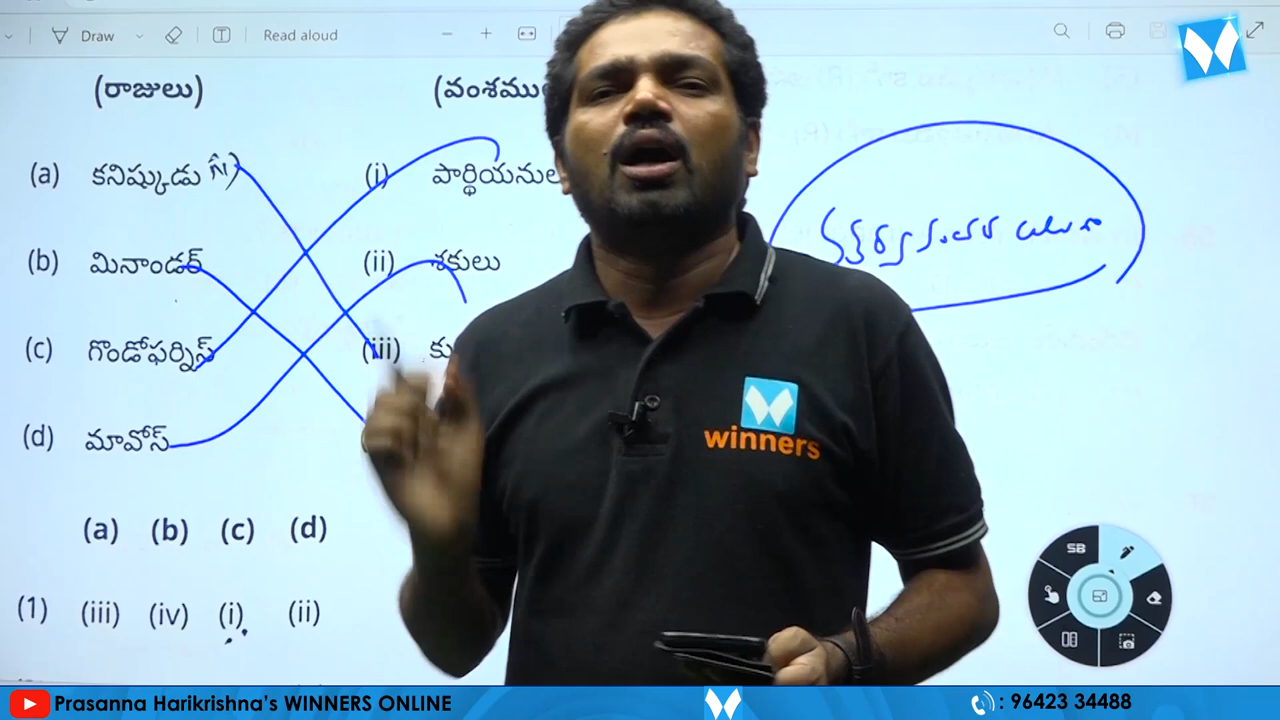 Draw
Read aloud
(రాజులు) (వంశము
(a) కనిష్కుడు (i) పార్థియనుల
(b) మినాండర్ (ii) శకులు
(c) గొండోఫర్నిస్ (iii) కు
(d) మావోస్
(a) (b) (c) (d)
(1) (iii) (iv) (i) (ii)
winners
Prasanna Harikrishna's WINNERS ONLINE
: 96423 34488
SB